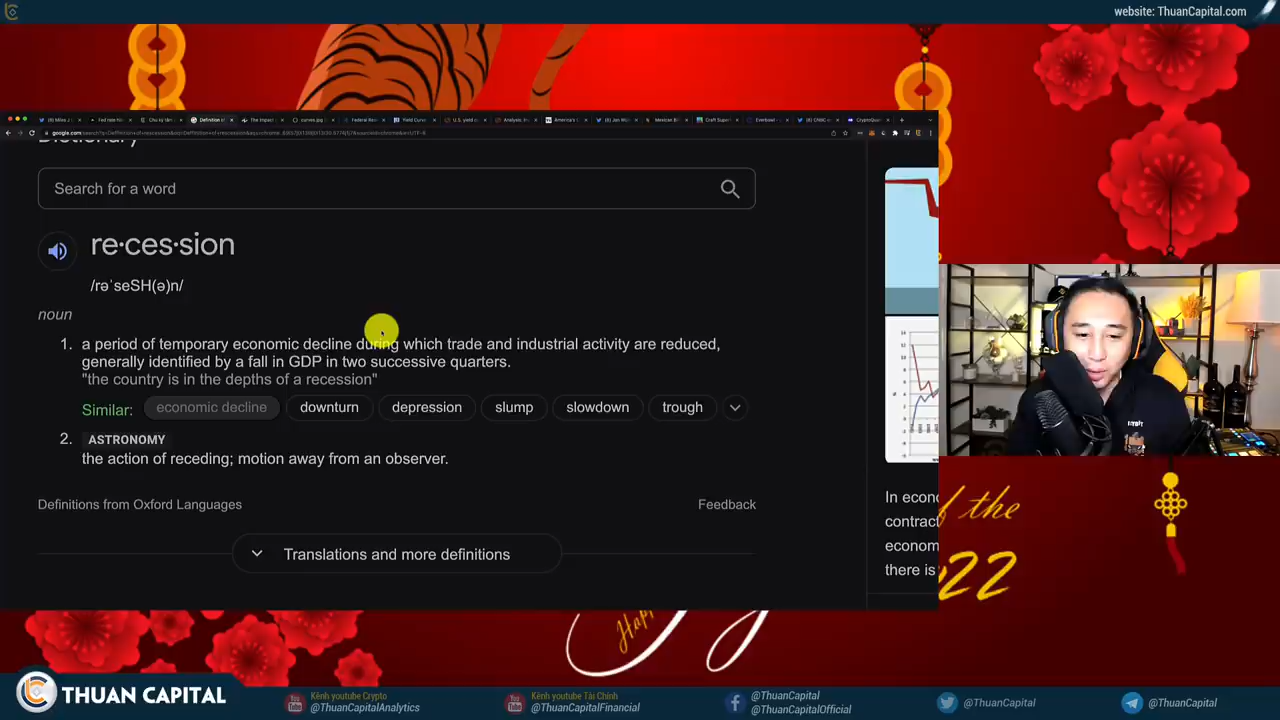 website: ThuanCapital.com
Dictionary
Search for a word
re·ces·sion
/rəˈseSH(ə)n/
noun
1. a period of temporary economic decline during which trade and industrial activity are reduced,
generally identified by a fall in GDP in two successive quarters.
"the country is in the depths of a recession"
Similar: economic decline downturn depression slump slowdown trough
2. ASTRONOMY
the action of receding; motion away from an observer.
Definitions from Oxford Languages
Feedback
Translations and more definitions
In econ
contract
econom
there is
of the
22
Happy
THUAN CAPITAL
Kênh youtube Crypto
@ThuanCapitalAnalytics
Kênh youtube Tài Chính
@ThuanCapitalFinancial
@ThuanCapital
@ThuanCapitalOfficial
@ThuanCapital
@ThuanCapital